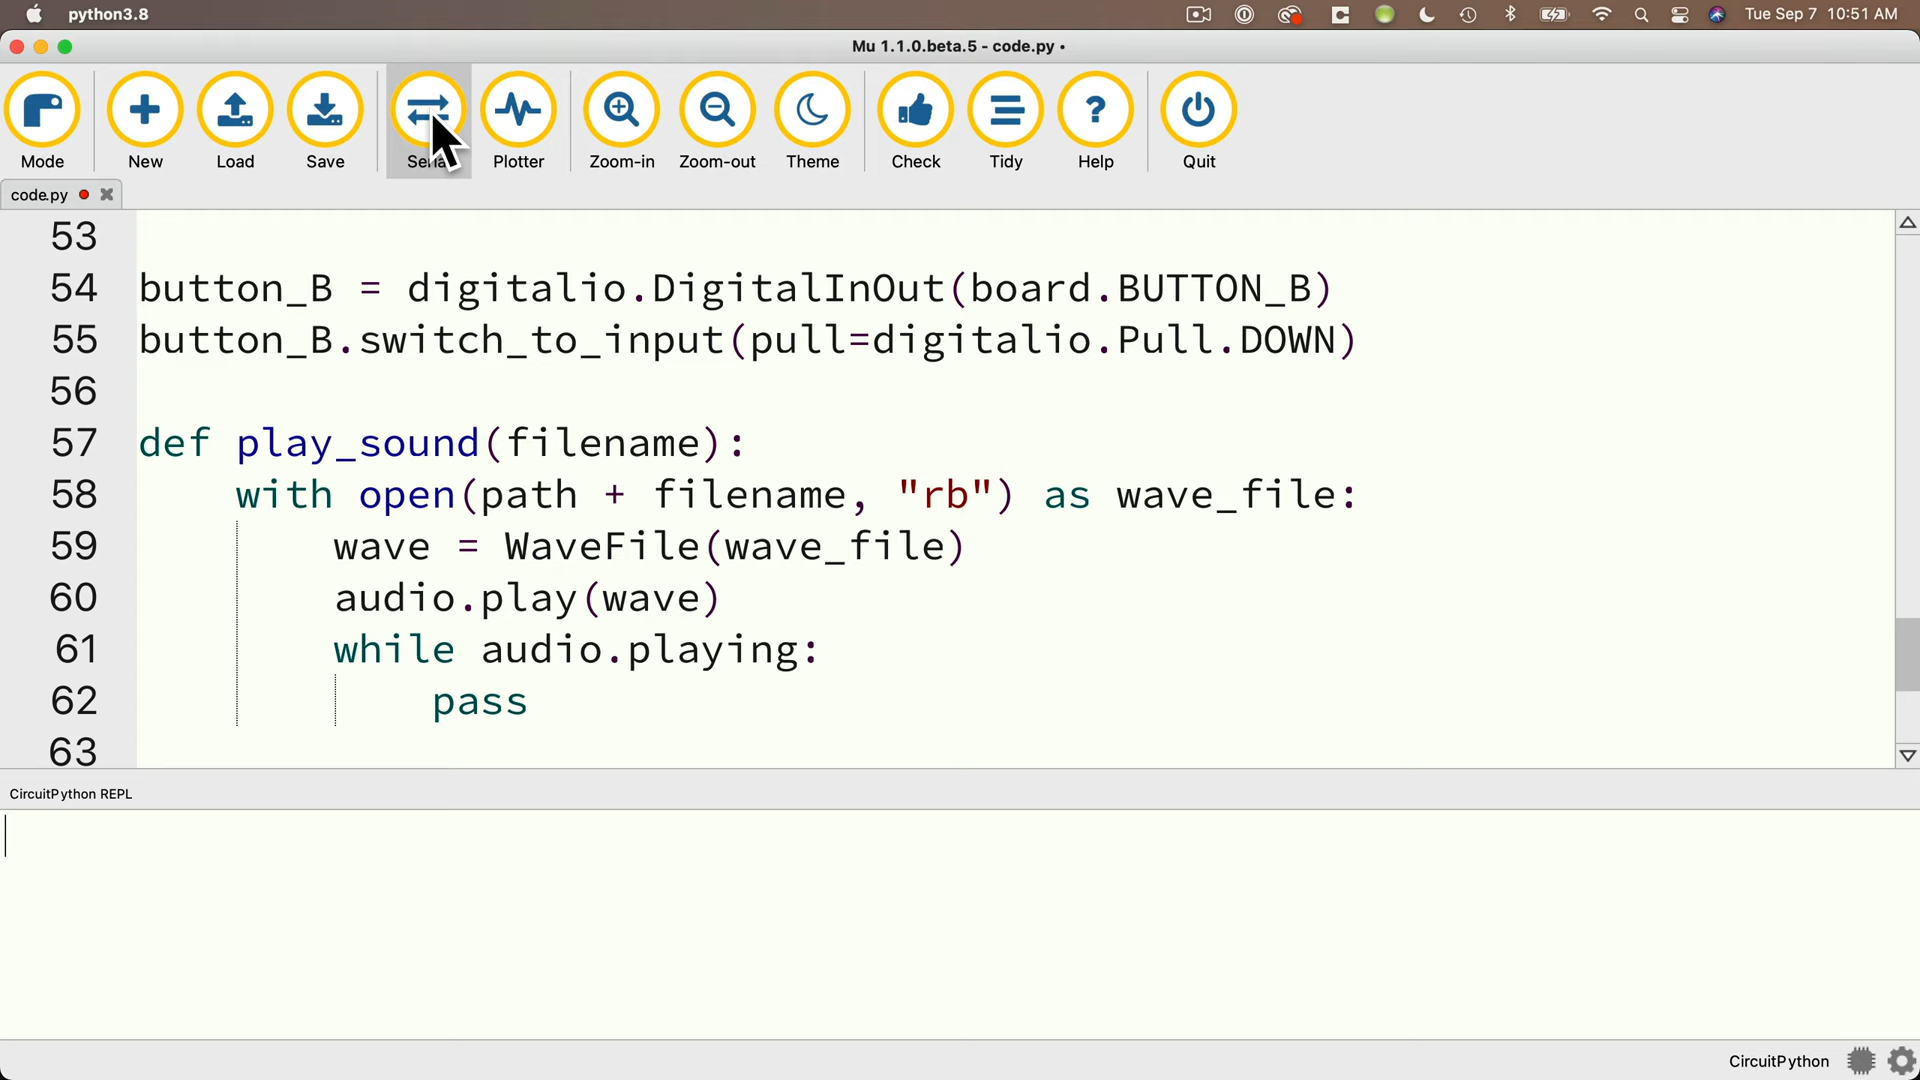 python3.8
Tue Sep 7 10:51 AM
Mu 1.1.0.beta.5 - code.py •
Mode
New
Load
Save
Plotter
Zoom-in
Zoom-out
Theme
Check
Tidy
Help
Quit
code.py
53
54 button_B = digitalio.DigitalInOut(board.BUTTON_B)
55 button_B.switch_to_input(pull=digitalio.Pull.DOWN)
56
57 def play_sound(filename):
58 with open(path + filename, "rb") as wave_file:
59 wave = WaveFile(wave_file)
60 audio.play(wave)
61 while audio.playing:
62 pass
63
CircuitPython REPL
CircuitPython